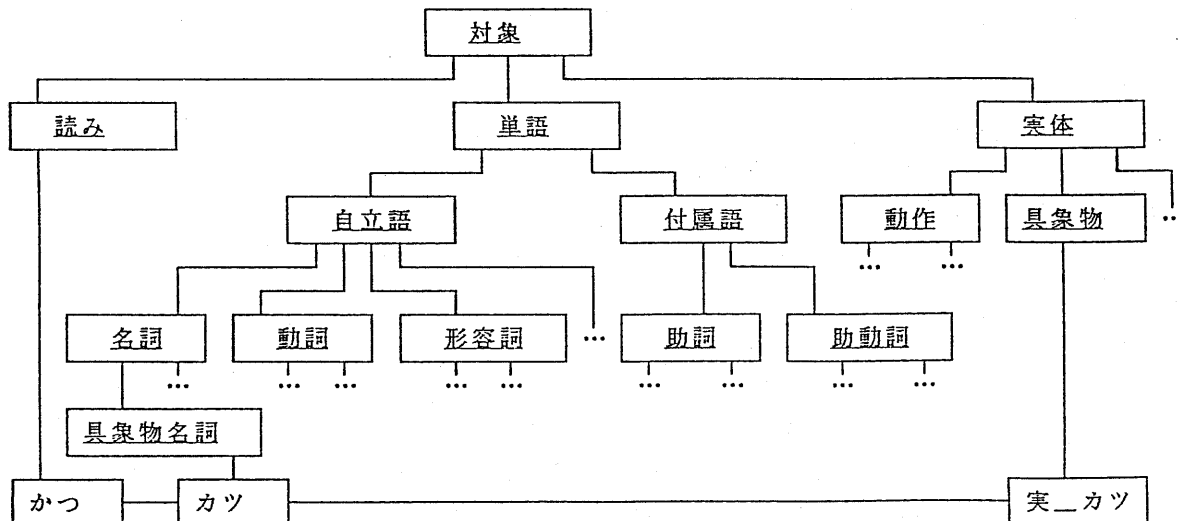 対象
読み 単語 実体
自立語 付属語 動作 具象物 …
… …
名詞 動詞 形容詞 … 助詞 助動詞
… … … … … … … … …
具象物名詞
かつ カツ 実_カツ